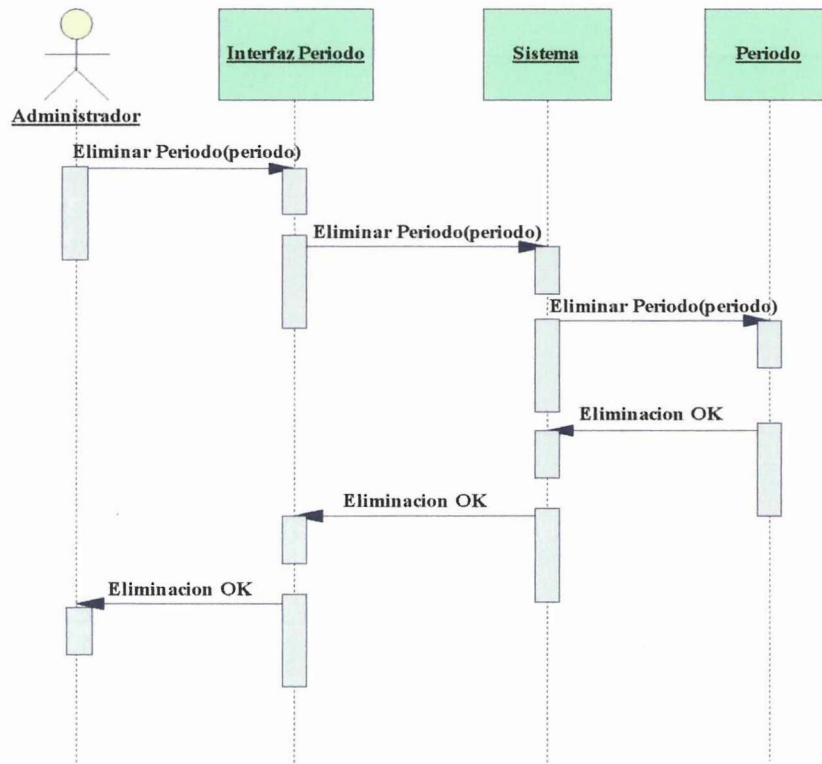 Interfaz Periodo
Sistema
Periodo
Administrador
Eliminar Periodo(periodo)
Eliminar Periodo(periodo)
Eliminar Periodo(periodo)
Eliminacion OK
Eliminacion OK
Eliminacion OK